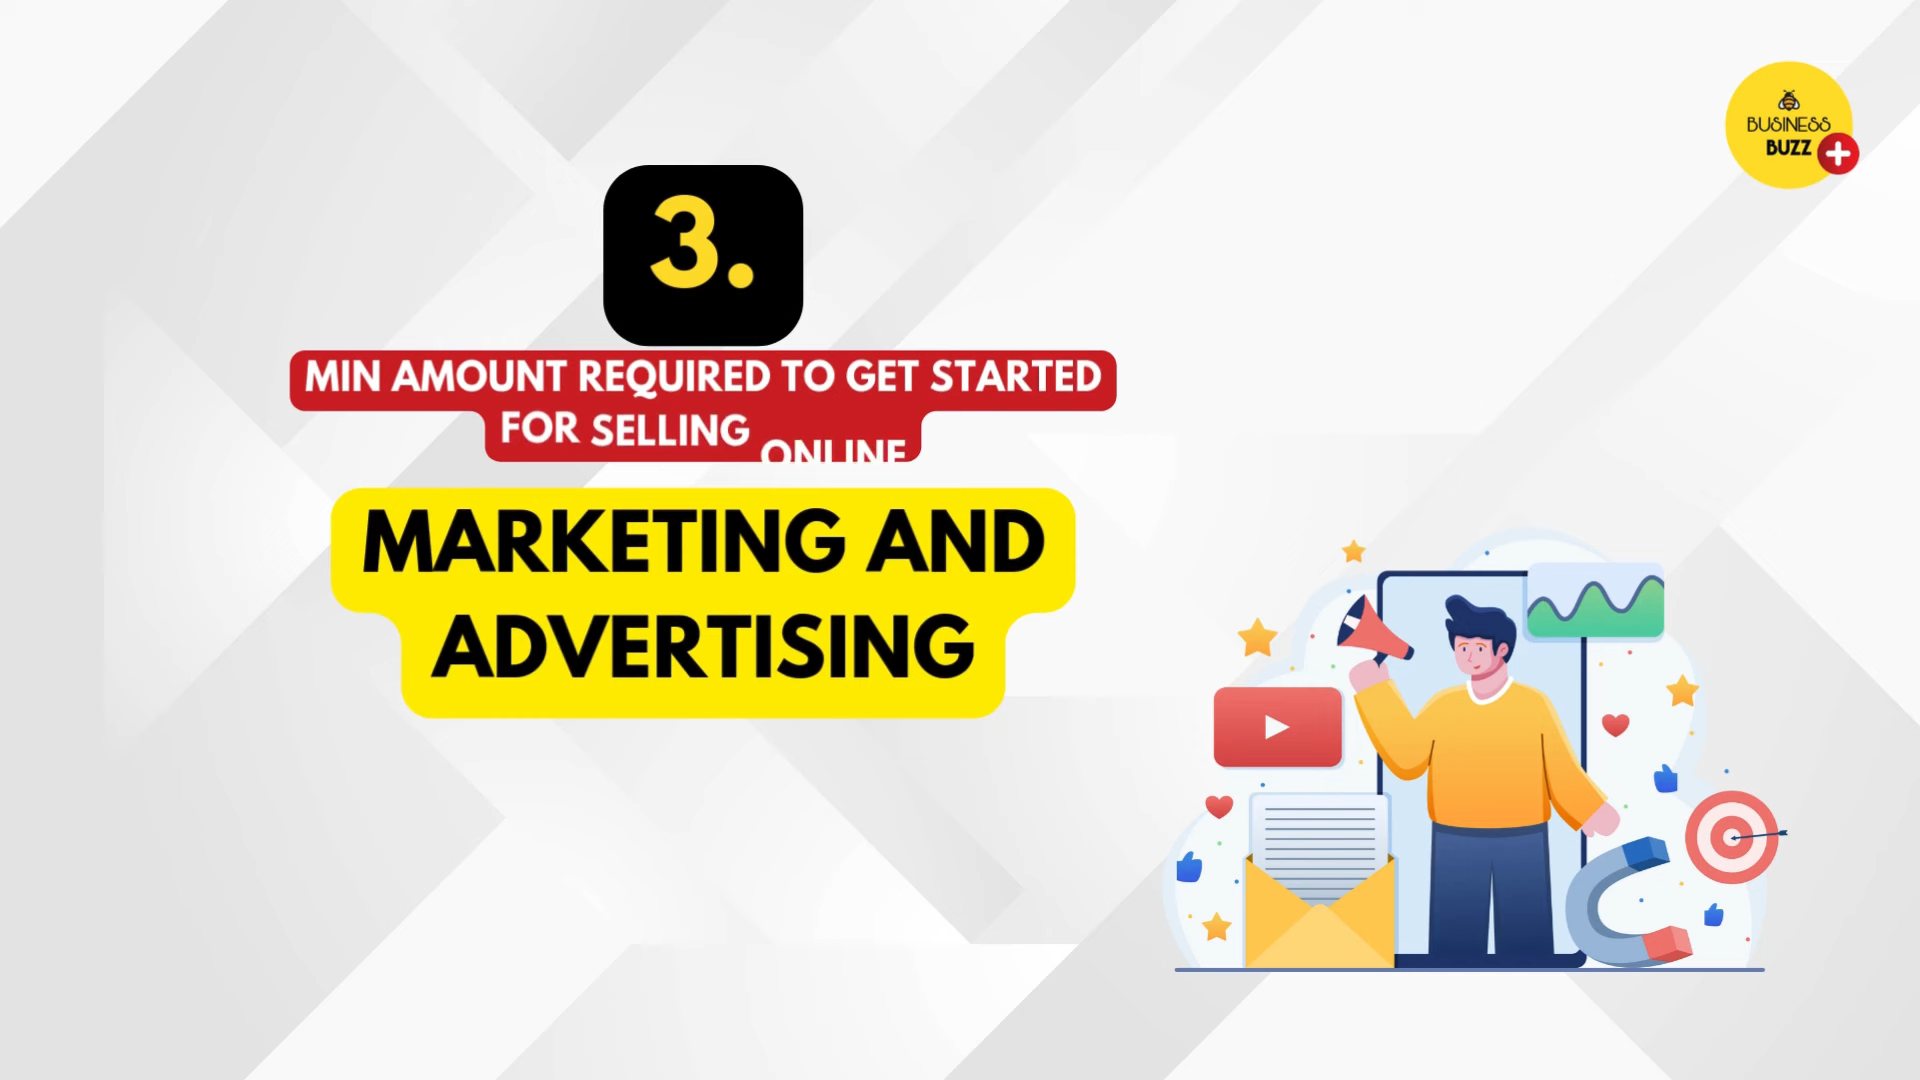 BUSINESS
BUZZ
3.
MIN AMOUNT REQUIRED TO GET STARTED
FOR SELLING ONLINE
MARKETING AND
ADVERTISING